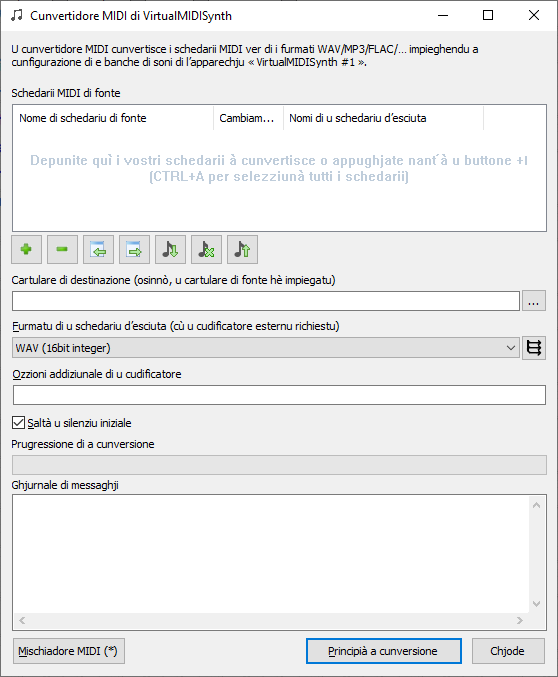 Cunvertidore MIDI di VirtualMIDISynth
U cunvertidore MIDI cunvertisce i schedarii MIDI ver di i furmati WAV/MP3/FLAC/... impieghendu a
cunfigurazione di e banche di soni di l'apparechju « VirtualMIDISynth #1 ».
Schedarii MIDI di fonte
Nome di schedariu di fonte Cambiam... Nomi di u schedariu d'esciuta
Depunite quì i vostri schedarii à cunvertisce o appughjate nant´à u buttone +!
(CTRL+A per selezziunà tutti i schedarii)
Cartulare di destinazione (osinnò, u cartulare di fonte hè impiegatu)
...
Furmatu di u schedariu d'esciuta (cù u cudificatore esternu richiestu)
WAV (16bit integer)
Ozzioni addiziunale di u cudificatore
Saltà u silenziu iniziale
Prugressione di a cunversione
Ghjurnale di messaghji
Mischiadore MIDI (*) Principià a cunversione Chjode